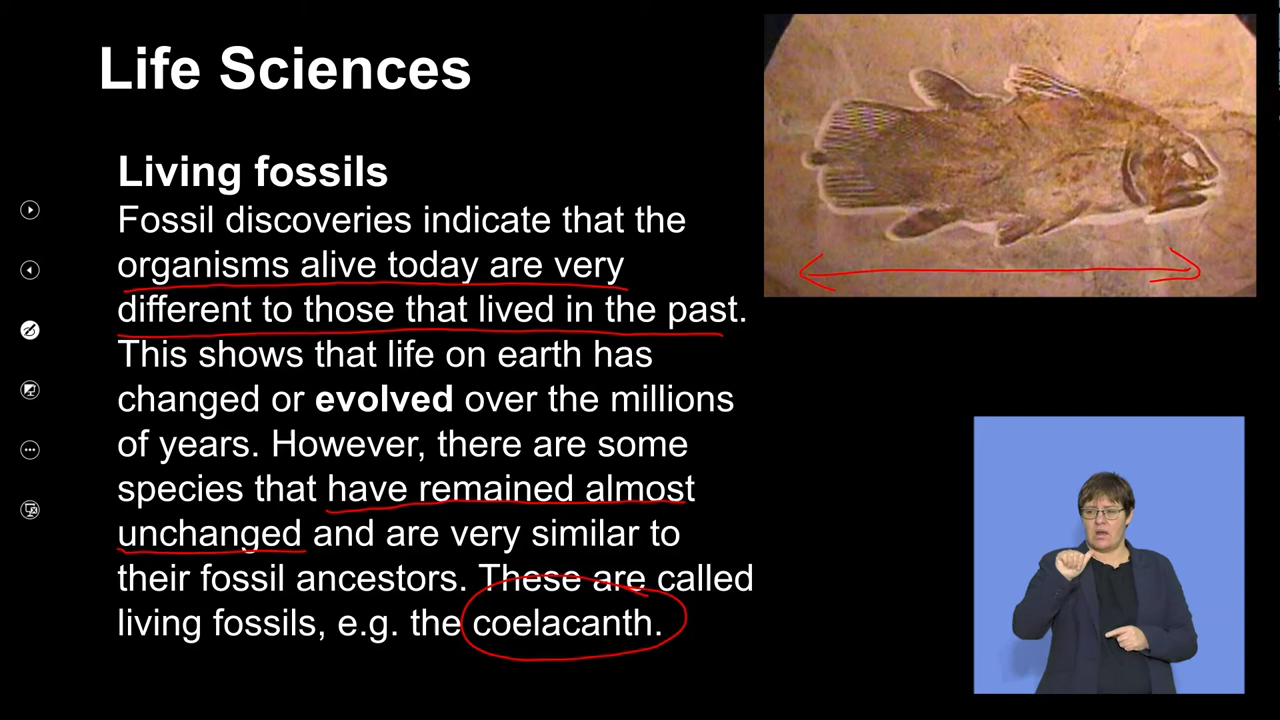 Life Sciences
Living fossils
Fossil discoveries indicate that the
organisms alive today are very
different to those that lived in the past.
This shows that life on earth has
changed or evolved over the millions
of years. However, there are some
species that have remained almost
unchanged and are very similar to
their fossil ancestors. These are called
living fossils, e.g. the coelacanth.